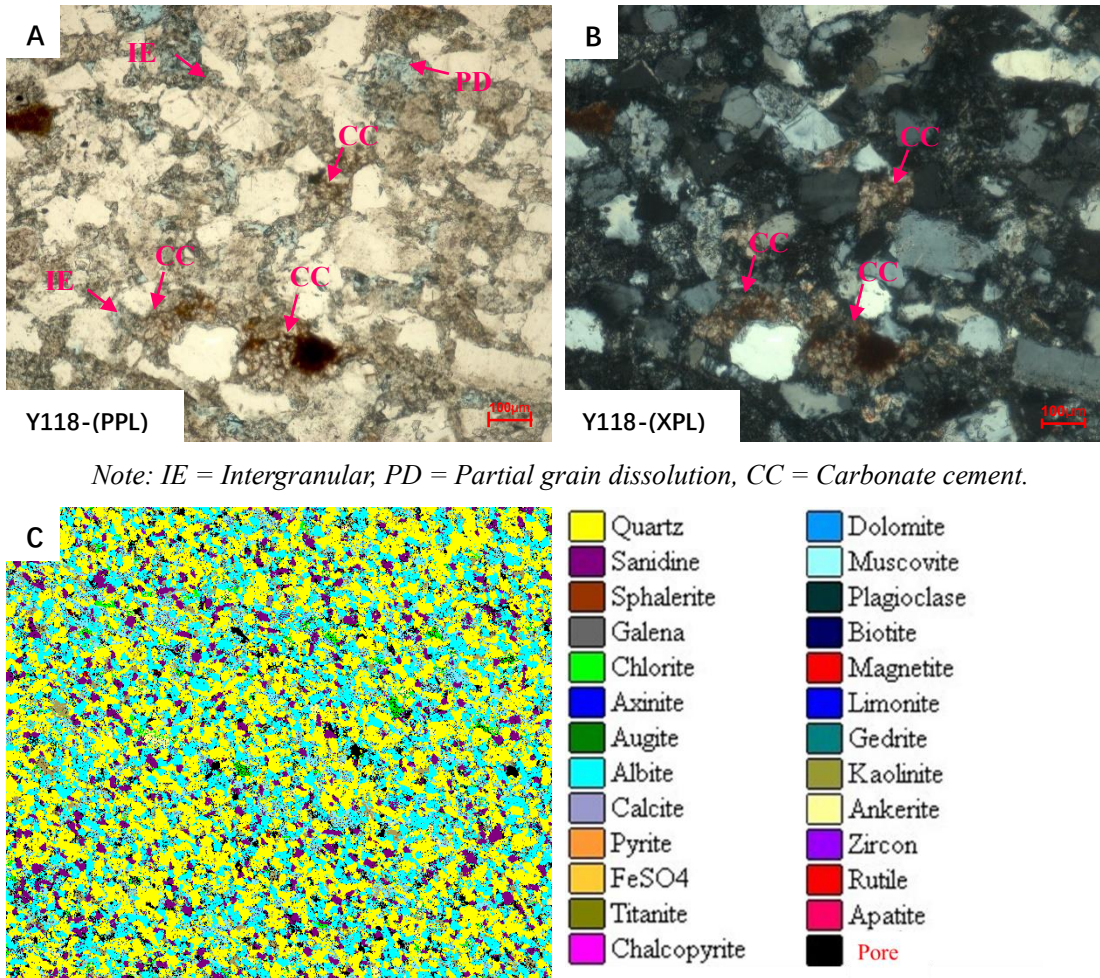 A
IE
PD
CC
CC
IE
CC
Y118-(PPL)
100μm
B
CC
CC
CC
Y118-(XPL)
100μm
Note: IE = Intergranular, PD = Partial grain dissolution, CC = Carbonate cement.
C
Quartz
Sanidine
Sphalerite
Galena
Chlorite
Axinite
Augite
Albite
Calcite
Pyrite
FeSO4
Titanite
Chalcopyrite
Dolomite
Muscovite
Plagioclase
Biotite
Magnetite
Limonite
Gedrite
Kaolinite
Ankerite
Zircon
Rutile
Apatite
Pore